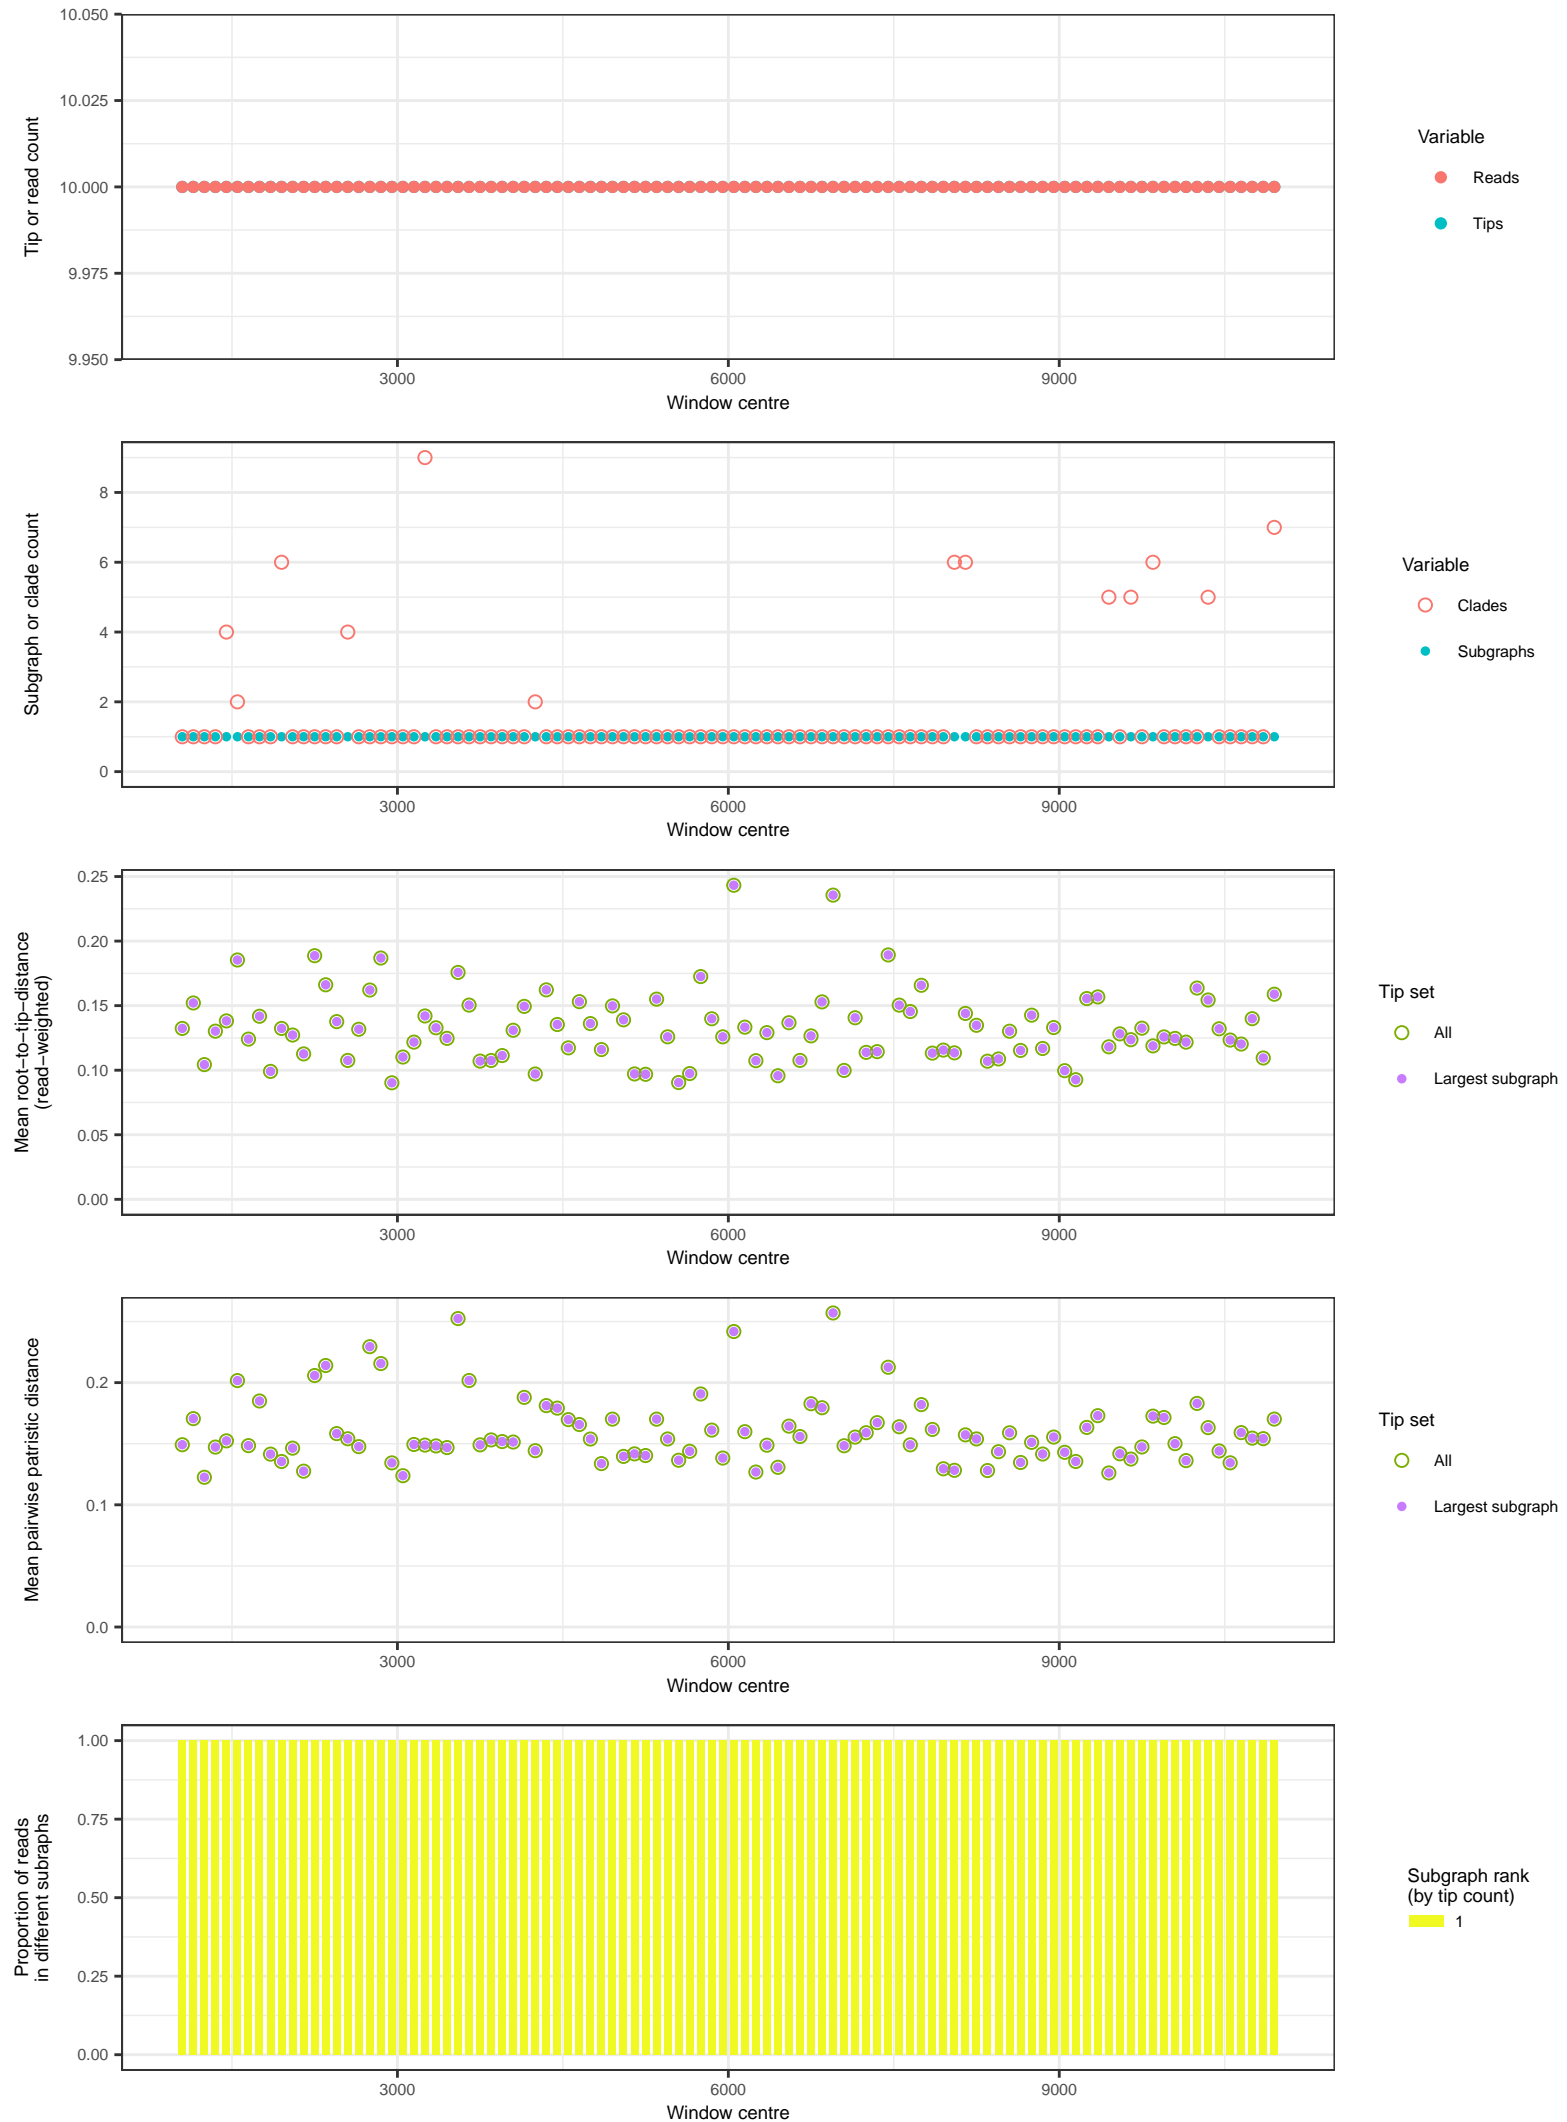 10.050
10.025
10.000
9.975
9.950
Tip or read count
3000
6000
9000
Window centre
Variable
Reads
Tips
8
6
4
2
0
Subgraph or clade count
3000
6000
9000
Window centre
Variable
Clades
Subgraphs
0.25
0.20
0.15
0.10
0.05
0.00
Mean root−to−tip−distance
(read−weighted)
3000
6000
9000
Window centre
Tip set
All
Largest subgraph
0.2
0.1
0.0
Mean pairwise patristic distance
3000
6000
9000
Window centre
Tip set
All
Largest subgraph
1.00
0.75
0.50
0.25
0.00
Proportion of reads
in different subraphs
3000
6000
9000
Window centre
Subgraph rank
(by tip count)
1